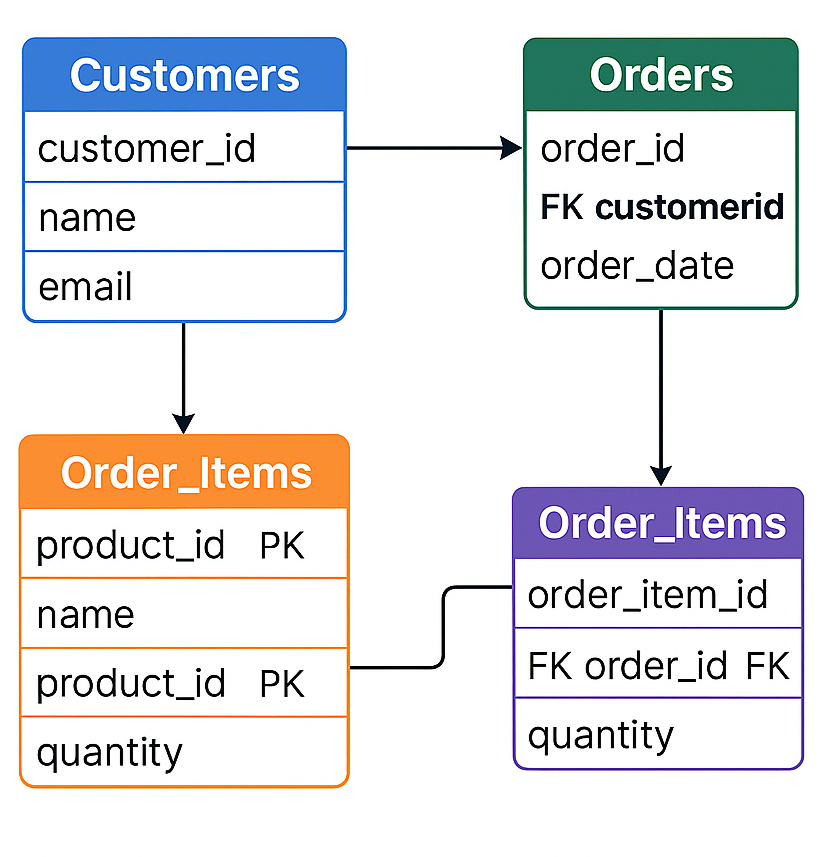 Customers
customer_id
name
email
Orders
order_id
FK customerid
order_date
Order_Items
product_id PK
name
product_id PK
quantity
Order_Items
order_item_id
FK order_id FK
quantity